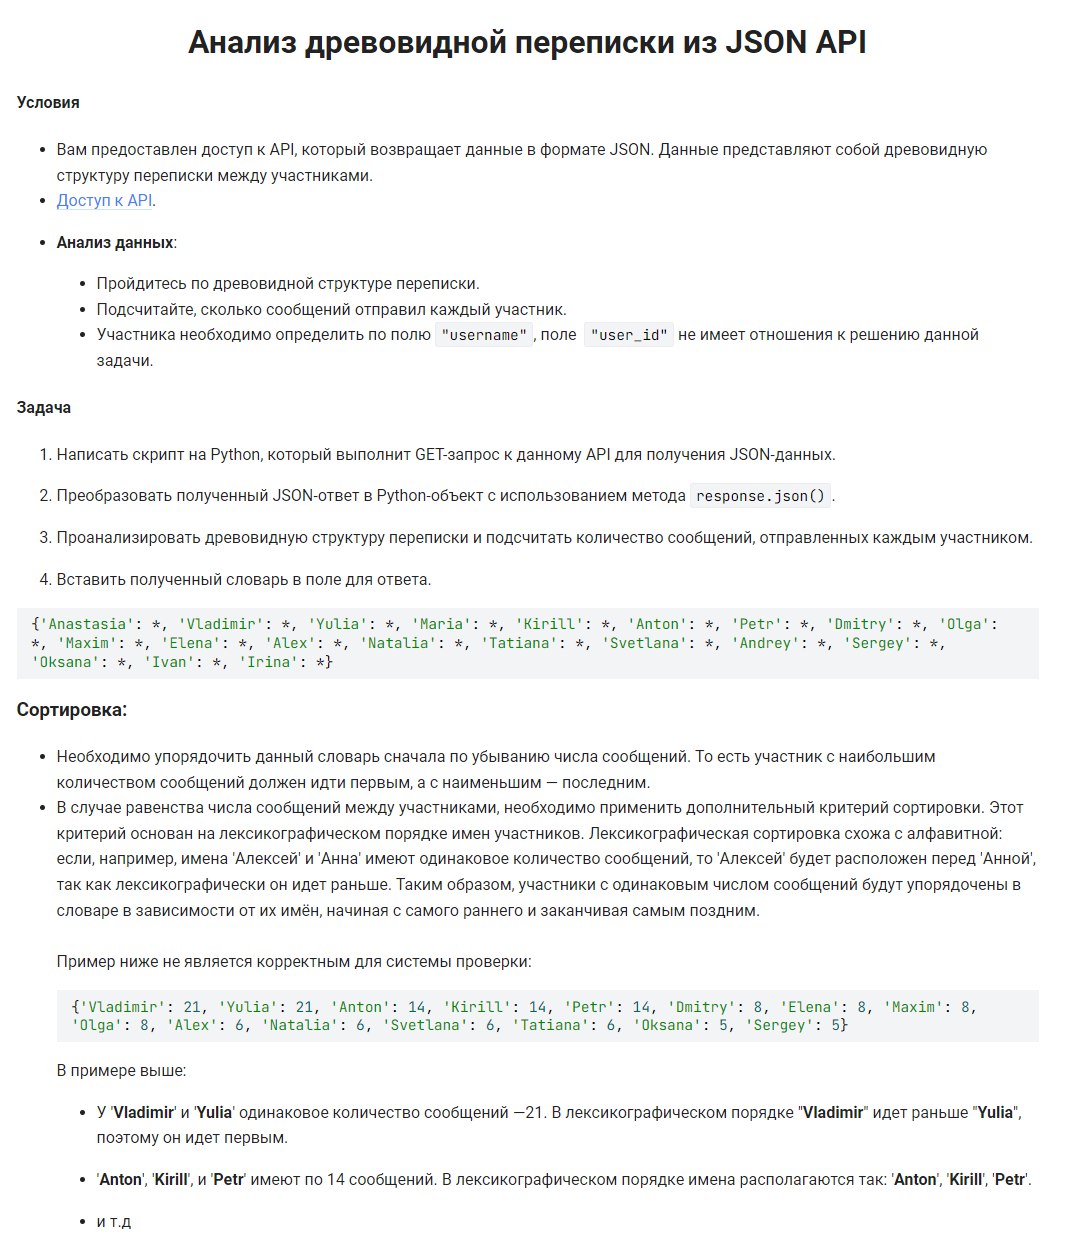 Анализ древовидной переписки из JSON API
Условия
Вам предоставлен доступ к API, который возвращает данные в формате JSON. Данные представляют собой древовидную
структуру переписки между участниками.
Доступ к API.
Анализ данных:
Пройдитесь по древовидной структуре переписки.
Подсчитайте, сколько сообщений отправил каждый участник.
Участника необходимо определить по полю "username", поле "user_id" не имеет отношения к решению данной
задачи.
Задача
1. Написать скрипт на Python, который выполнит GET-запрос к данному API для получения JSON-данных.
2. Преобразовать полученный JSON-ответ в Python-объект с использованием метода response.json().
3. Проанализировать древовидную структуру переписки и подсчитать количество сообщений, отправленных каждым участником.
4. Вставить полученный словарь в поле для ответа.
{'Anastasia': *, 'Vladimir': *, 'Yulia': *, 'Maria': *, 'Kirill': *, 'Anton': *, 'Petr': *, 'Dmitry': *, 'Olga':
*, 'Maxim': *, 'Elena': *, 'Alex': *, 'Natalia': *, 'Tatiana': *, 'Svetlana': *, 'Andrey': *, 'Sergey': *,
'Oksana': *, 'Ivan': *, 'Irina': *}
Сортировка:
Необходимо упорядочить данный словарь сначала по убыванию числа сообщений. То есть участник с наибольшим
количеством сообщений должен идти первым, а с наименьшим — последним.
В случае равенства числа сообщений между участниками, необходимо применить дополнительный критерий сортировки. Этот
критерий основан на лексикографическом порядке имен участников. Лексикографическая сортировка схожа с алфавитной:
если, например, имена 'Алексей' и 'Анна' имеют одинаковое количество сообщений, то 'Алексей' будет расположен перед 'Анной',
так как лексикографически он идет раньше. Таким образом, участники с одинаковым числом сообщений будут упорядочены в
словаре в зависимости от их имён, начиная с самого раннего и заканчивая самым поздним.
Пример ниже не является корректным для системы проверки:
{'Vladimir': 21, 'Yulia': 21, 'Anton': 14, 'Kirill': 14, 'Petr': 14, 'Dmitry': 8, 'Elena': 8, 'Maxim': 8,
'Olga': 8, 'Alex': 6, 'Natalia': 6, 'Svetlana': 6, 'Tatiana': 6, 'Oksana': 5, 'Sergey': 5}
В примере выше:
У 'Vladimir' и 'Yulia' одинаковое количество сообщений —21. В лексикографическом порядке "Vladimir" идет раньше "Yulia",
поэтому он идет первым.
'Anton', 'Kirill', и 'Petr' имеют по 14 сообщений. В лексикографическом порядке имена располагаются так: 'Anton', 'Kirill', 'Petr'.
и т.д